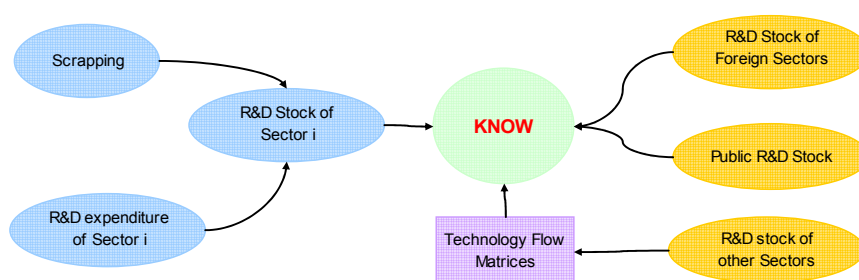 Scrapping
R&D Stock of
Sector i
R&D expenditure
of Sector i
KNOW
Technology Flow
Matrices
R&D Stock of
Foreign Sectors
Public R&D Stock
R&D stock of
other Sectors